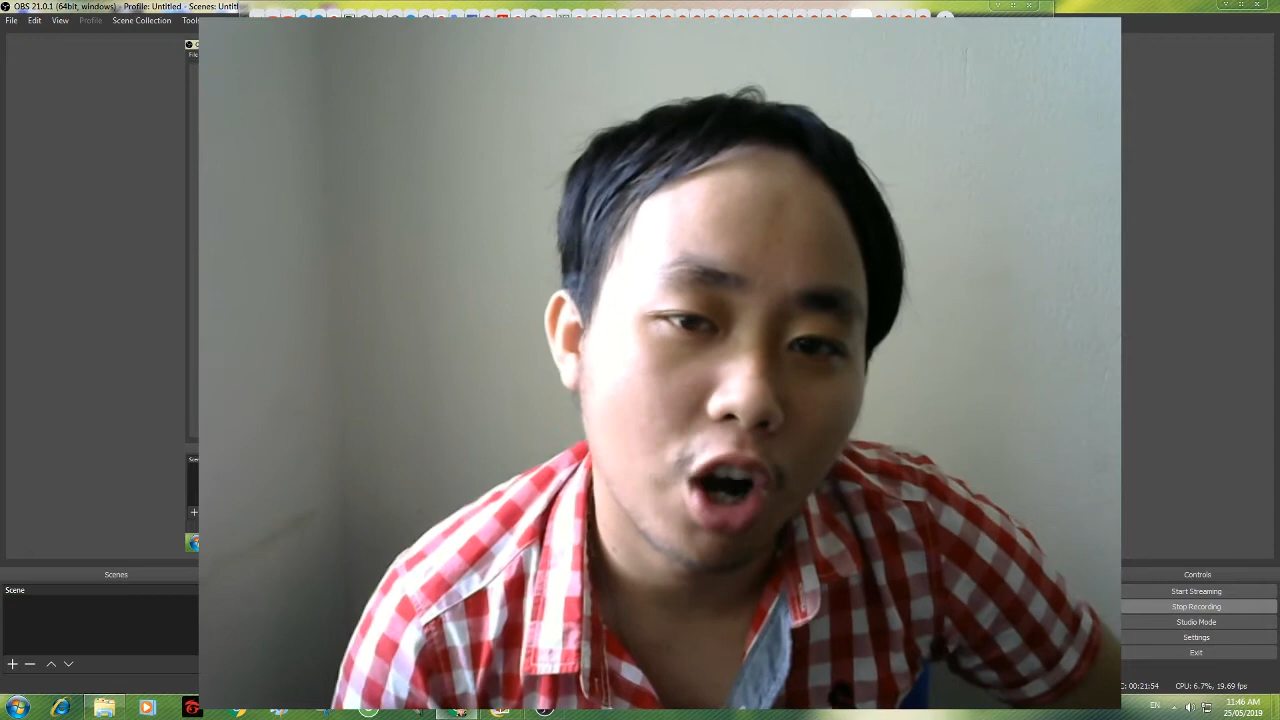 OBS 21.0.1 (64bit, windows) - Profile: Untitled - Scenes: Untitl
File Edit View Profile Scene Collection Tools
Scenes
Scene
Controls
Start Streaming
Stop Recording
Studio Mode
Settings
Exit
EC: 00:21:54 CPU: 6.7%, 19.69 fps
EN
11:46 AM
25/05/2019